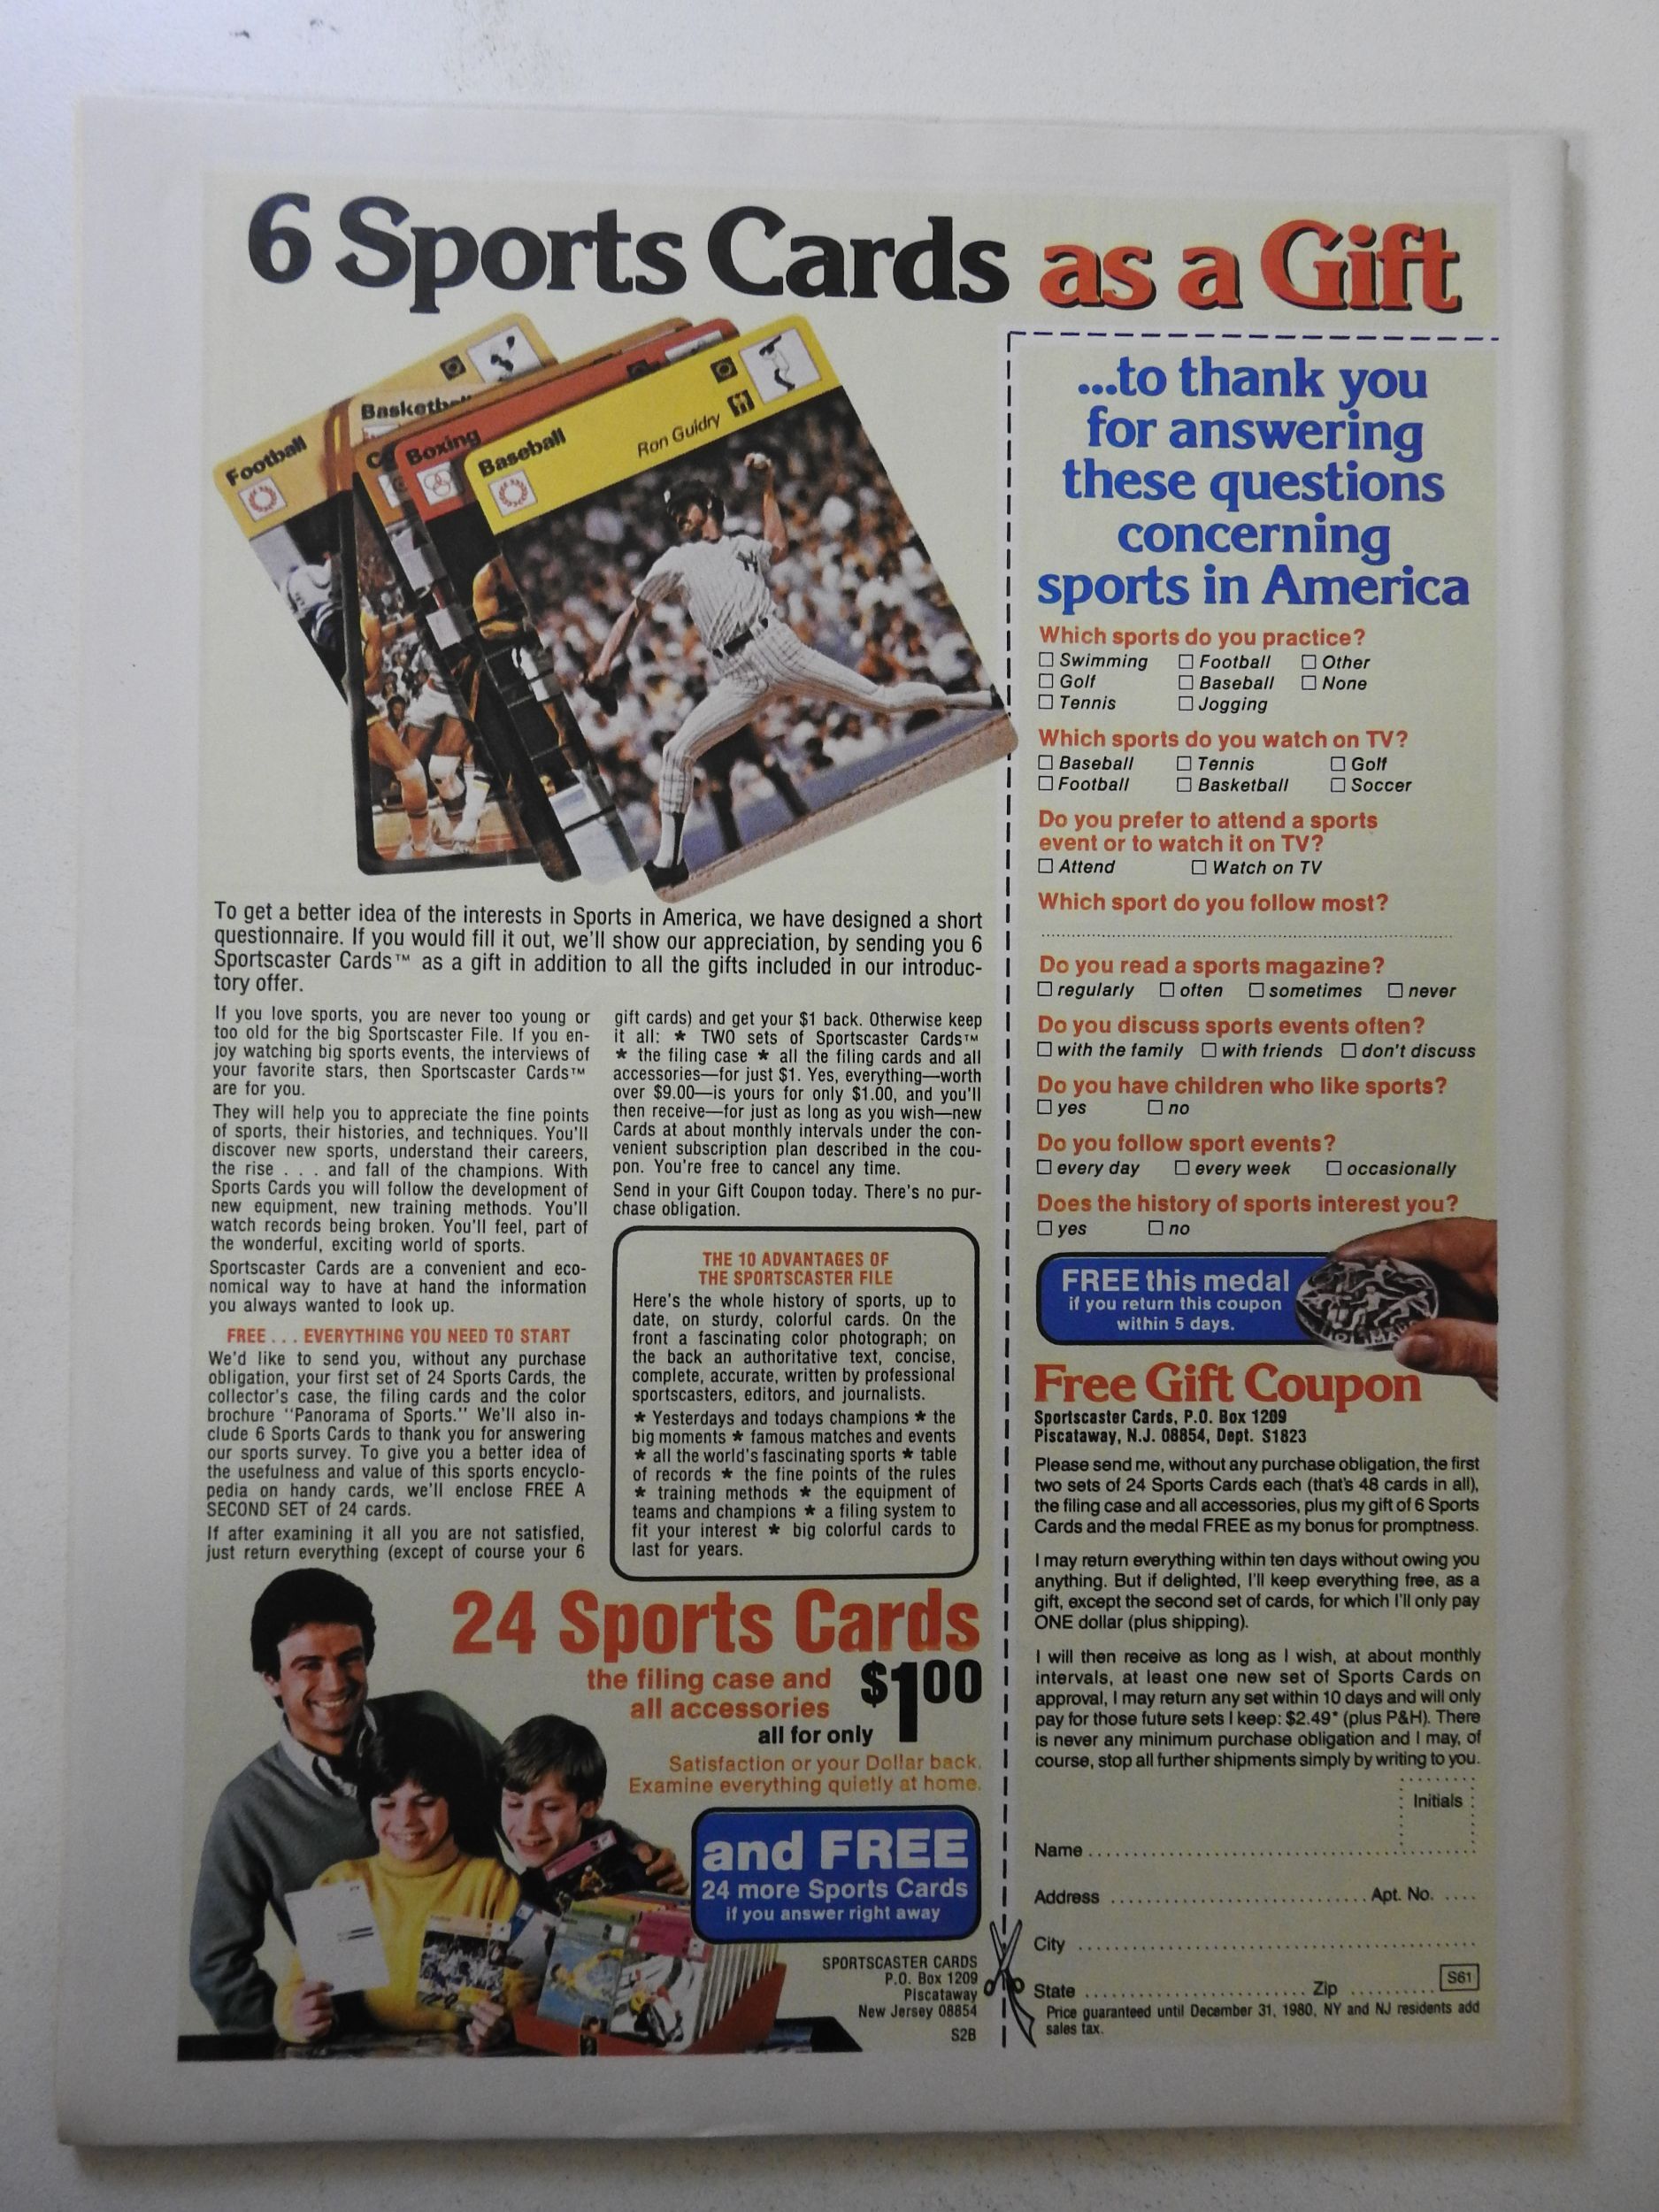 6 Sports Cards as a Gift
Football
Basketball
Boxing
Baseball
Ron Guidry
To get a better idea of the interests in Sports in America, we have designed a short
questionnaire. If you would fill it out, we'll show our appreciation, by sending you 6
Sportscaster Cards™ as a gift in addition to all the gifts included in our introduc-
tory offer.
If you love sports, you are never too young or
too old for the big Sportscaster File. If you en-
joy watching big sports events, the interviews of
your favorite stars, then Sportscaster Cards™
are for you.
They will help you to appreciate the fine points
of sports, their histories, and techniques. You'll
discover new sports, understand their careers,
the rise . . . and fall of the champions. With
Sports Cards you will follow the development of
new equipment, new training methods. You'll
watch records being broken. You'll feel, part of
the wonderful, exciting world of sports.
Sportscaster Cards are a convenient and eco-
nomical way to have at hand the information
you always wanted to look up.
FREE . . . EVERYTHING YOU NEED TO START
We'd like to send you, without any purchase
obligation, your first set of 24 Sports Cards, the
collector's case, the filing cards and the color
brochure "Panorama of Sports." We'll also in-
clude 6 Sports Cards to thank you for answering
our sports survey. To give you a better idea of
the usefulness and value of this sports encyclo-
pedia on handy cards, we'll enclose FREE A
SECOND SET of 24 cards.
If after examining it all you are not satisfied,
just return everything (except of course your 6
gift cards) and get your $1 back. Otherwise keep
it all: ★ TWO sets of Sportscaster Cards™
★ the filing case ★ all the filing cards and all
accessories—for just $1. Yes, everything—worth
over $9.00—is yours for only $1.00, and you'll
then receive—for just as long as you wish—new
Cards at about monthly intervals under the con-
venient subscription plan described in the cou-
pon. You're free to cancel any time.
Send in your Gift Coupon today. There's no pur-
chase obligation.
THE 10 ADVANTAGES OF
THE SPORTSCASTER FILE
Here's the whole history of sports, up to
date, on sturdy, colorful cards. On the
front a fascinating color photograph; on
the back an authoritative text, concise,
complete, accurate, written by professional
sportscasters, editors, and journalists.
★ Yesterdays and todays champions ★ the
big moments ★ famous matches and events
★ all the world's fascinating sports ★ table
of records ★ the fine points of the rules
★ training methods ★ the equipment of
teams and champions ★ a filing system to
fit your interest ★ big colorful cards to
last for years.
24 Sports Cards
the filing case and
all accessories
all for only
$1.00
Satisfaction or your Dollar back.
Examine everything quietly at home.
and FREE
24 more Sports Cards
if you answer right away
SPORTSCASTER CARDS
P.O. Box 1209
Piscataway
New Jersey 08854
S2B
...to thank you
for answering
these questions
concerning
sports in America
Which sports do you practice?
☐ Swimming ☐ Football ☐ Other
☐ Golf ☐ Baseball ☐ None
☐ Tennis ☐ Jogging
Which sports do you watch on TV?
☐ Baseball ☐ Tennis ☐ Golf
☐ Football ☐ Basketball ☐ Soccer
Do you prefer to attend a sports
event or to watch it on TV?
☐ Attend ☐ Watch on TV
Which sport do you follow most?
Do you read a sports magazine?
☐ regularly ☐ often ☐ sometimes ☐ never
Do you discuss sports events often?
☐ with the family ☐ with friends ☐ don't discuss
Do you have children who like sports?
☐ yes ☐ no
Do you follow sport events?
☐ every day ☐ every week ☐ occasionally
Does the history of sports interest you?
☐ yes ☐ no
FREE this medal
if you return this coupon
within 5 days.
Free Gift Coupon
Sportscaster Cards, P.O. Box 1209
Piscataway, N.J. 08854, Dept. S1823
Please send me, without any purchase obligation, the first
two sets of 24 Sports Cards each (that's 48 cards in all),
the filing case and all accessories, plus my gift of 6 Sports
Cards and the medal FREE as my bonus for promptness.
I may return everything within ten days without owing you
anything. But if delighted, I'll keep everything free, as a
gift, except the second set of cards, for which I'll only pay
ONE dollar (plus shipping).
I will then receive as long as I wish, at about monthly
intervals, at least one new set of Sports Cards on
approval, I may return any set within 10 days and will only
pay for those future sets I keep: $2.49* (plus P&H). There
is never any minimum purchase obligation and I may, of
course, stop all further shipments simply by writing to you.
Initials
Name
Address Apt. No.
City
State Zip S61
Price guaranteed until December 31, 1980, NY and NJ residents add
sales tax.